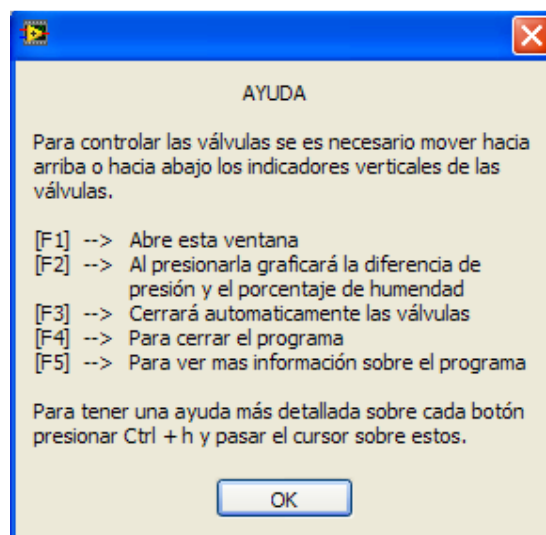 AYUDA
Para controlar las válvulas se es necesario mover hacia
arriba o hacia abajo los indicadores verticales de las
válvulas.
[F1] --> Abre esta ventana
[F2] --> Al presionarla graficará la diferencia de
presión y el porcentaje de humendad
[F3] --> Cerrará automaticamente las válvulas
[F4] --> Para cerrar el programa
[F5] --> Para ver mas información sobre el programa
Para tener una ayuda más detallada sobre cada botón
presionar Ctrl + h y pasar el cursor sobre estos.
OK